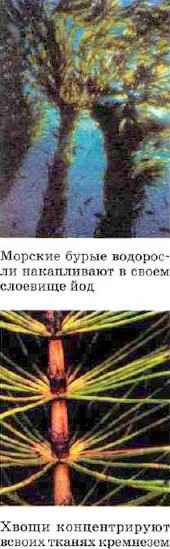 Морские бурые водорос-
ли накапливают в своем
слоевище йод
Хвощи концентрируют
всвоих тканях кремнезем